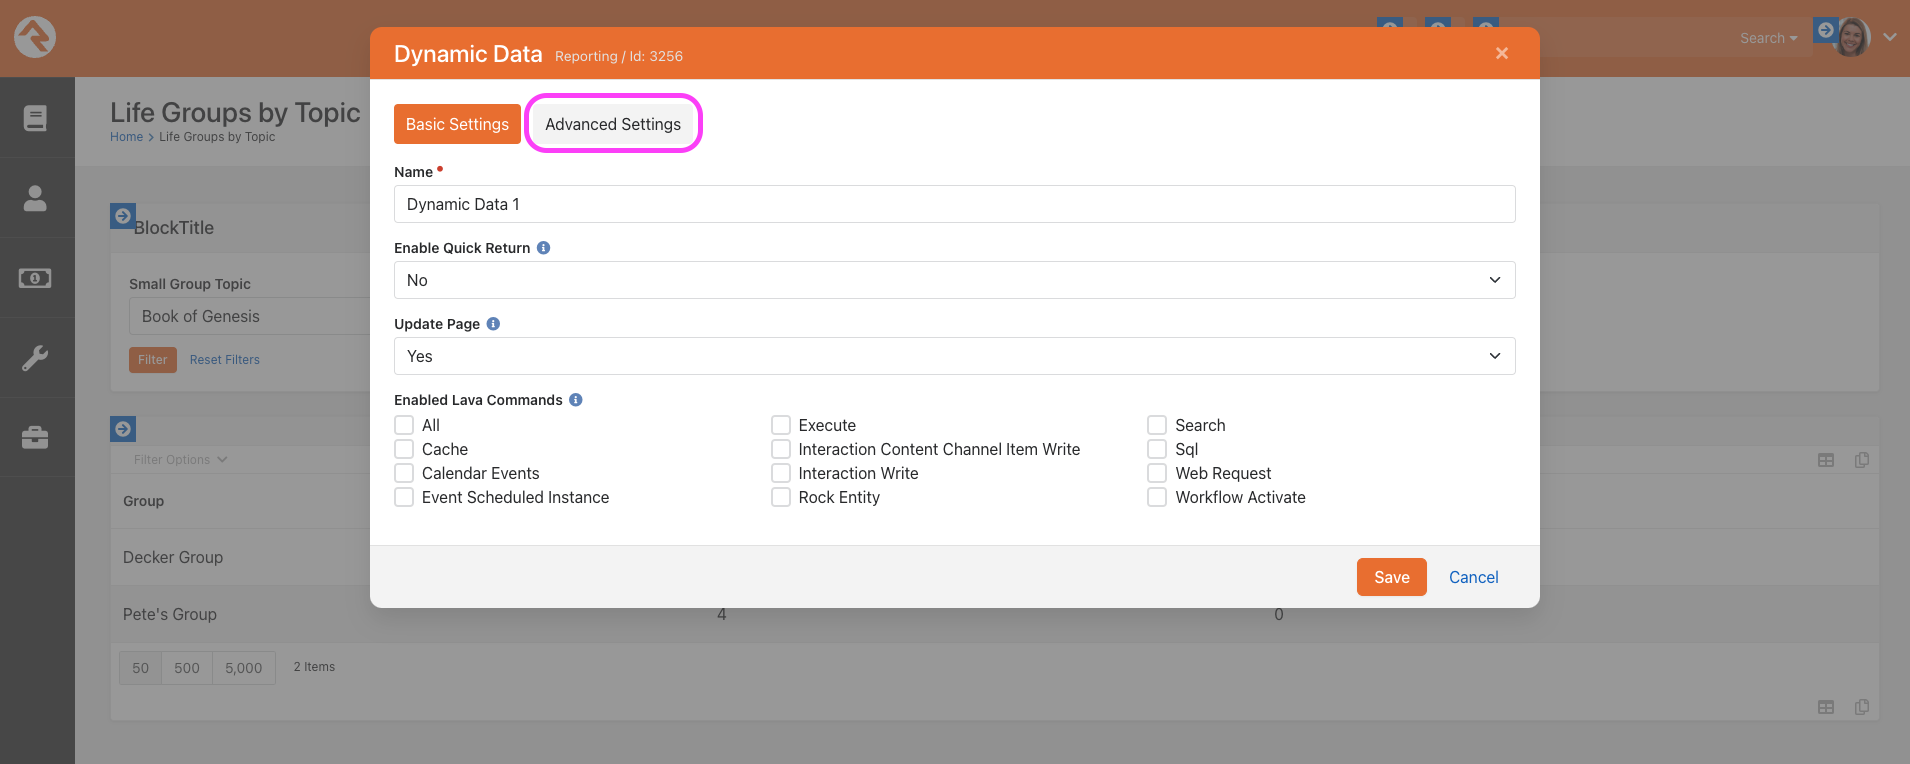 Search
Dynamic Data Reporting / Id: 3256
Life Groups by Topic
Home > Life Groups by Topic
Basic Settings Advanced Settings
Name
Dynamic Data 1
Enable Quick Return
No
Update Page
Yes
Enabled Lava Commands
All Execute Search
Cache Interaction Content Channel Item Write Sql
Calendar Events Interaction Write Web Request
Event Scheduled Instance Rock Entity Workflow Activate
Save Cancel
BlockTitle
Small Group Topic
Book of Genesis
Filter Reset Filters
Filter Options
Group
Decker Group
Pete's Group 4 0
50 500 5,000 2 Items